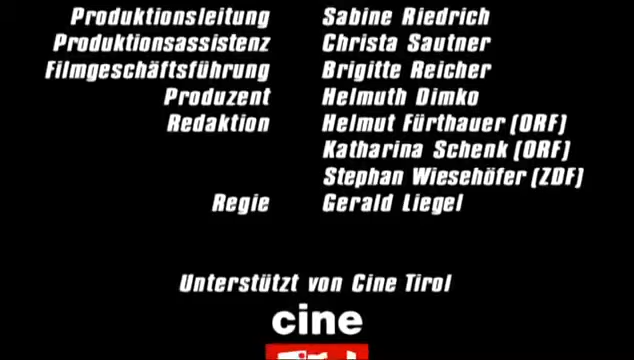 Produktionsleitung Sabine Riedrich
Produktionsassistenz Christa Sautner
Filmgeschäftsführung Brigitte Reicher
Produzent Helmuth Dimko
Redaktion Helmut Fürthauer (ORF)
Katharina Schenk (ORF)
Stephan Wiesehöfer (ZDF)
Regie Gerald Liegel
Unterstützt von Cine Tirol
cine